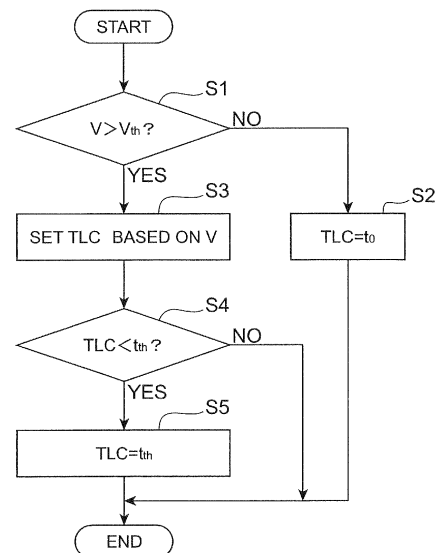 START
S1
V>Vth?
NO
YES
S3
S2
SET TLC BASED ON V
TLC=t0
S4
TLC<tth?
NO
YES
S5
TLC=tth
END